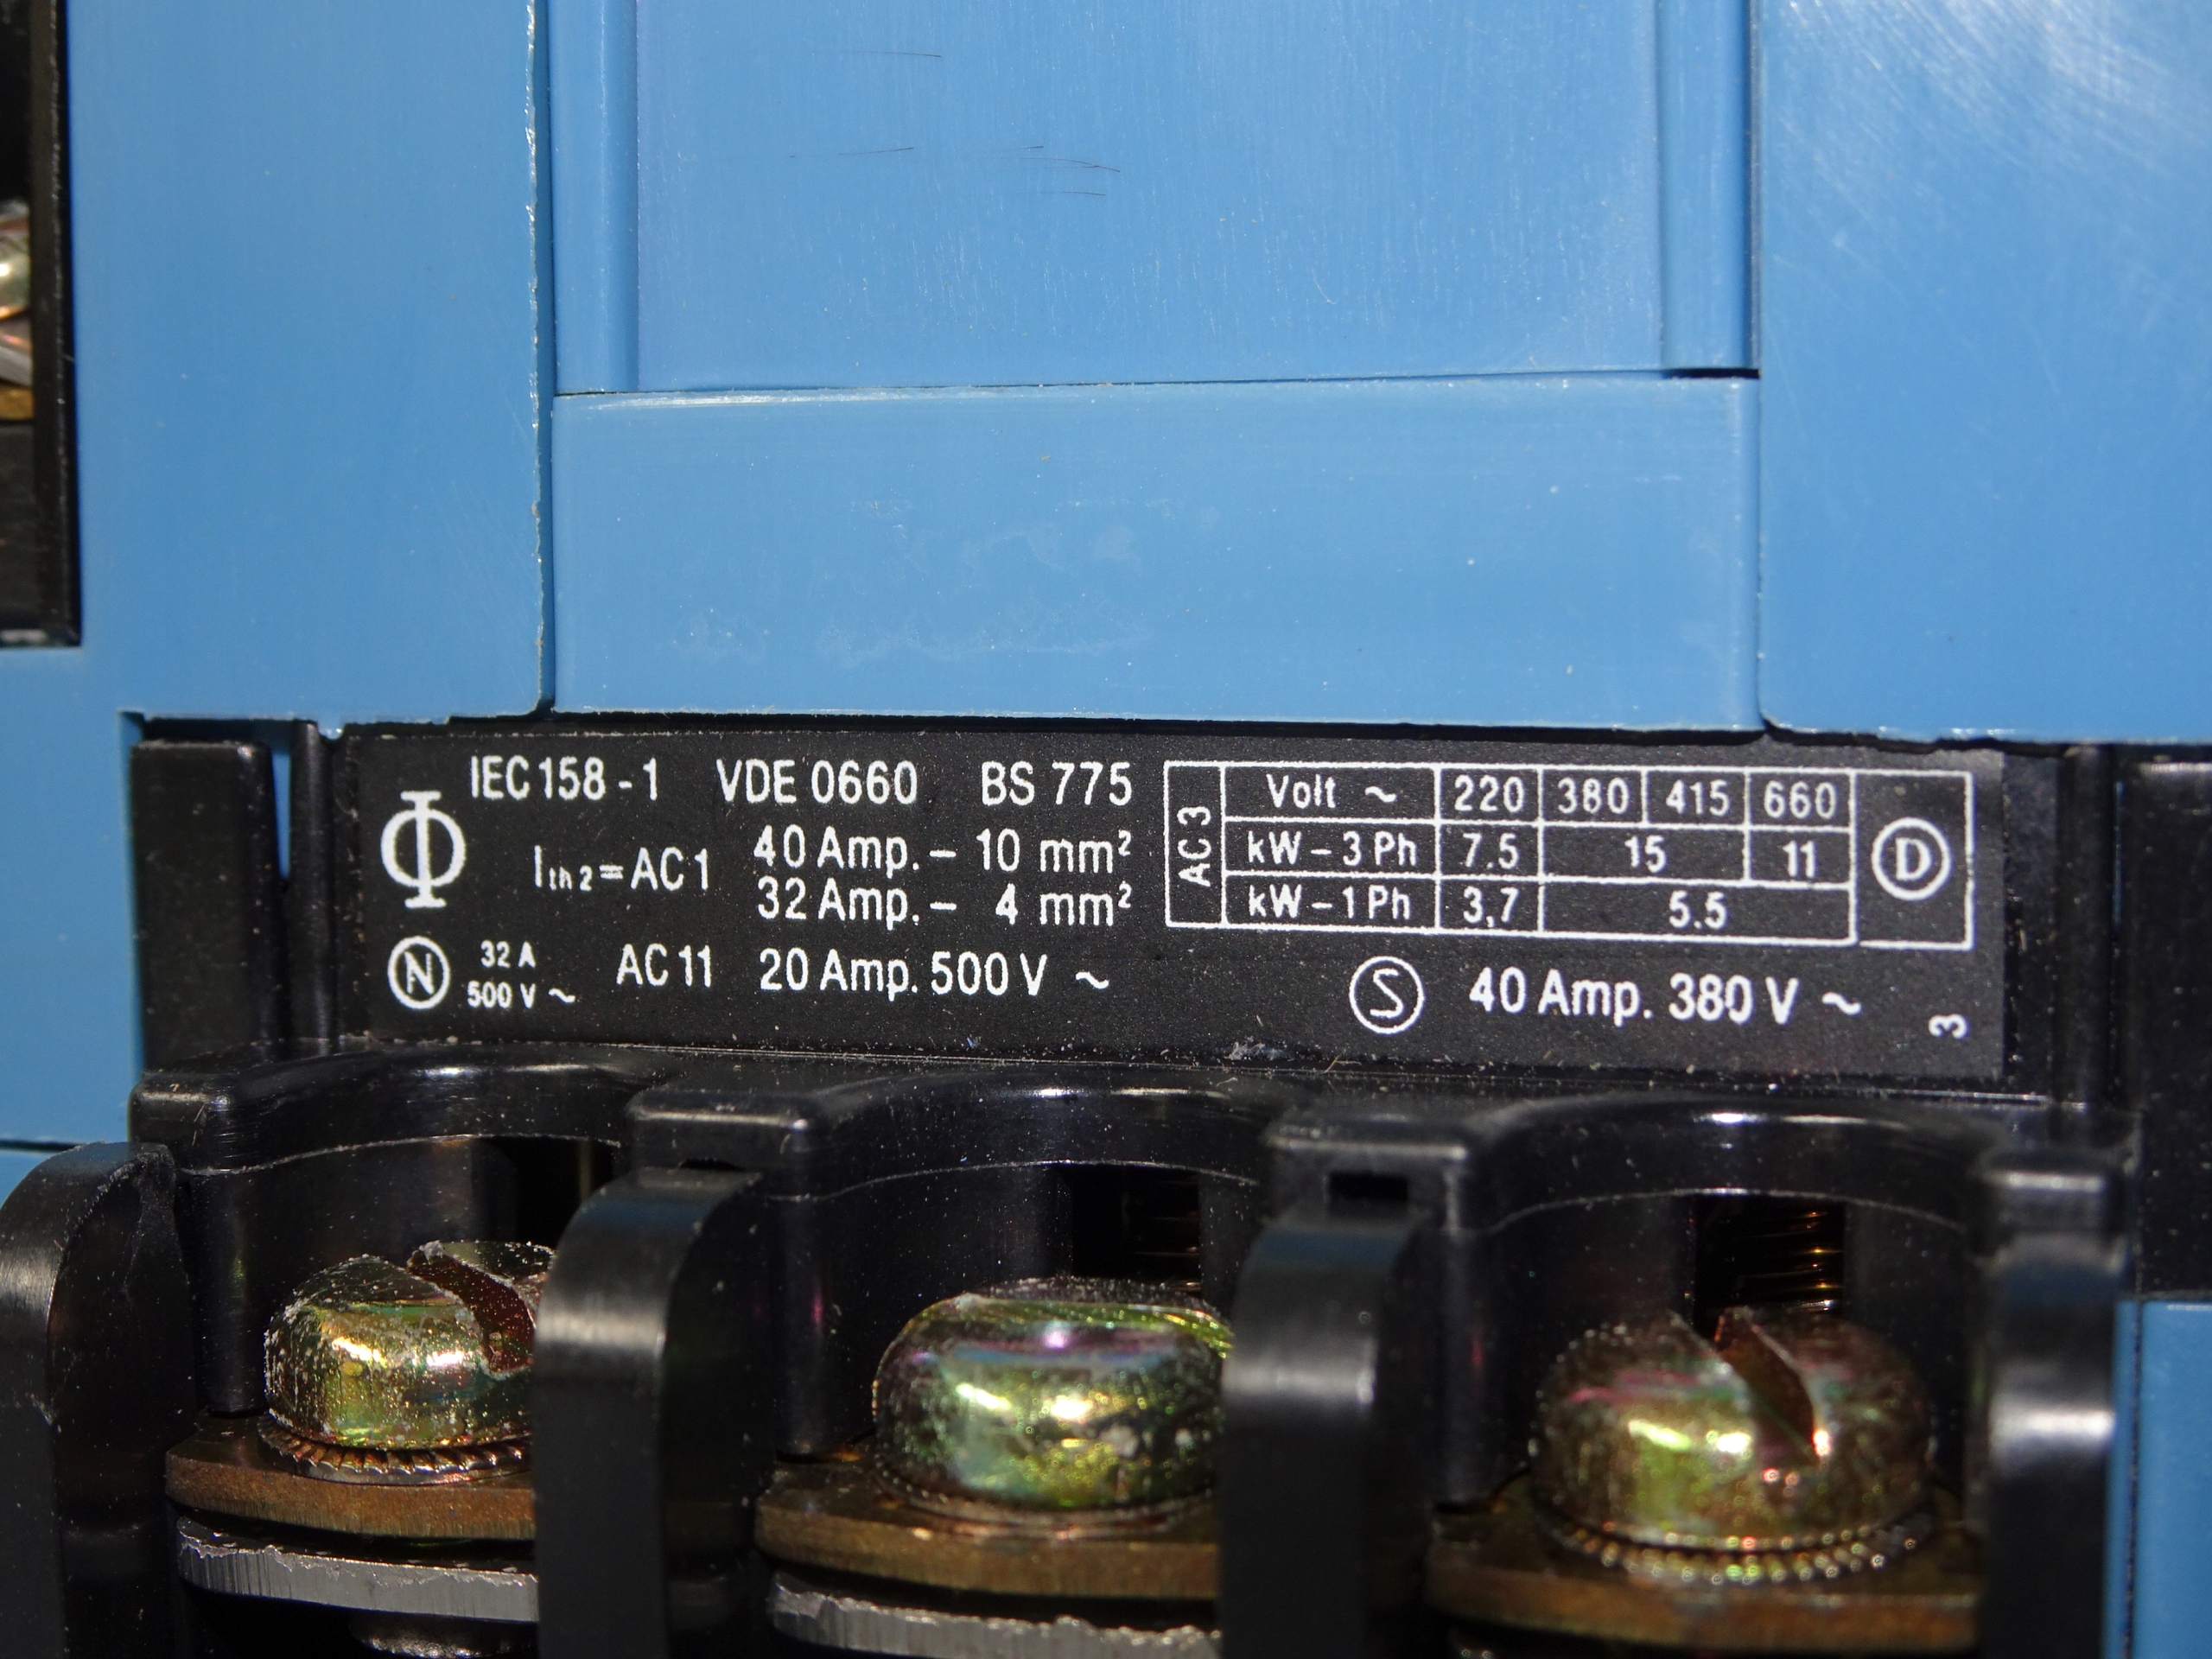 IEC 158 - 1 VDE 0660 BS 775
Ith2 = AC 1 40 Amp. – 10 mm²
32 Amp. – 4 mm²
N 32 A 500 V ~ AC 11 20 Amp. 500 V ~
AC 3
Volt ~ 220 380 415 660
kW – 3 Ph 7.5 15 11
kW – 1 Ph 3,7 5.5
D
S 40 Amp. 380 V ~
3